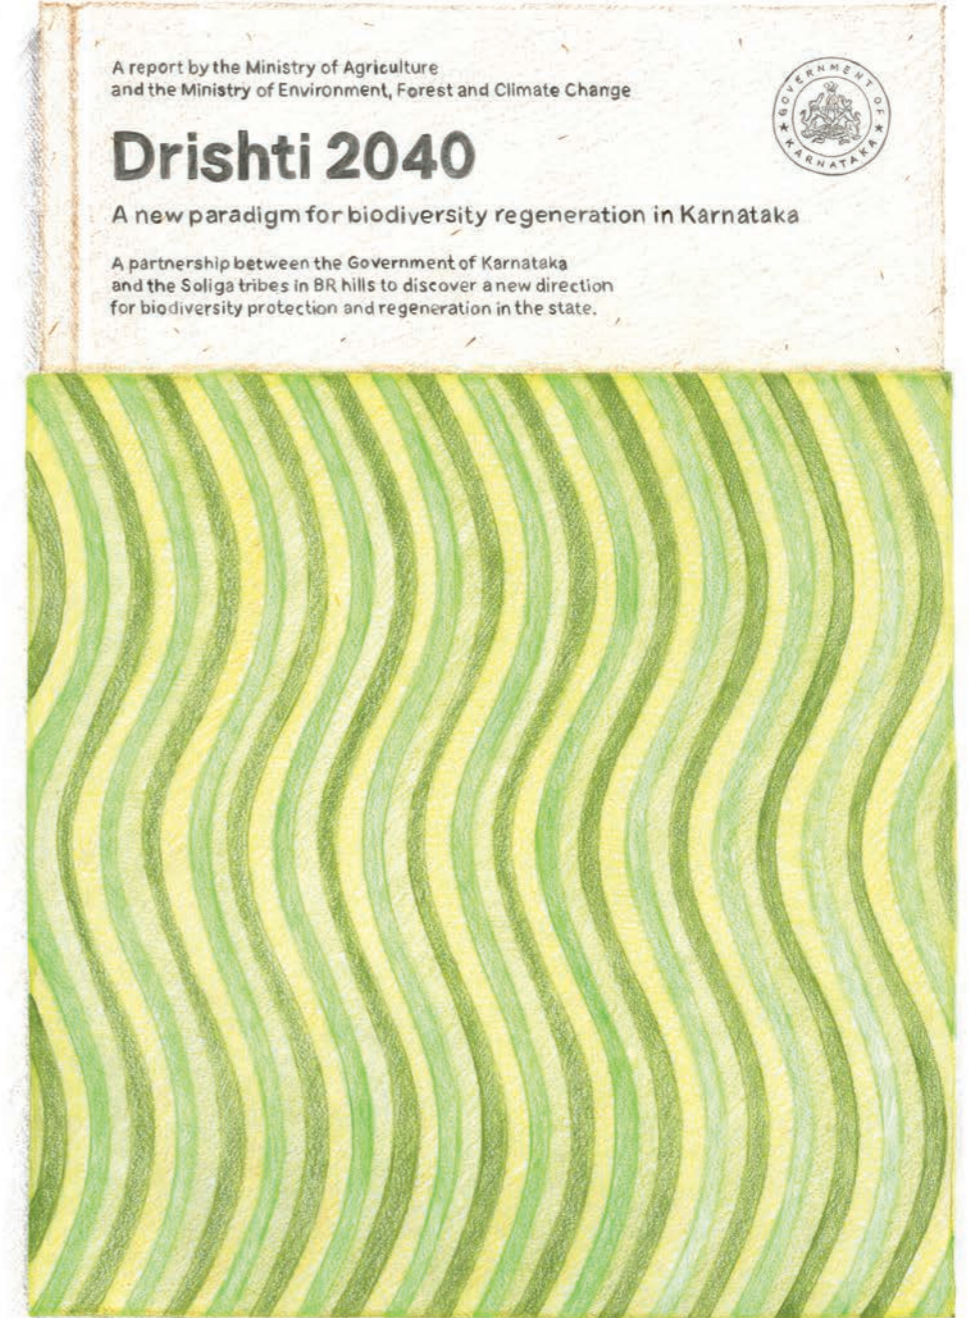 A report by the Ministry of Agriculture
and the Ministry of Environment, Forest and Climate Change
GOVERNMENT OF
KARNATAKA
Drishti 2040
A new paradigm for biodiversity regeneration in Karnataka
A partnership between the Government of Karnataka
and the Soliga tribes in BR hills to discover a new direction
for biodiversity protection and regeneration in the state.